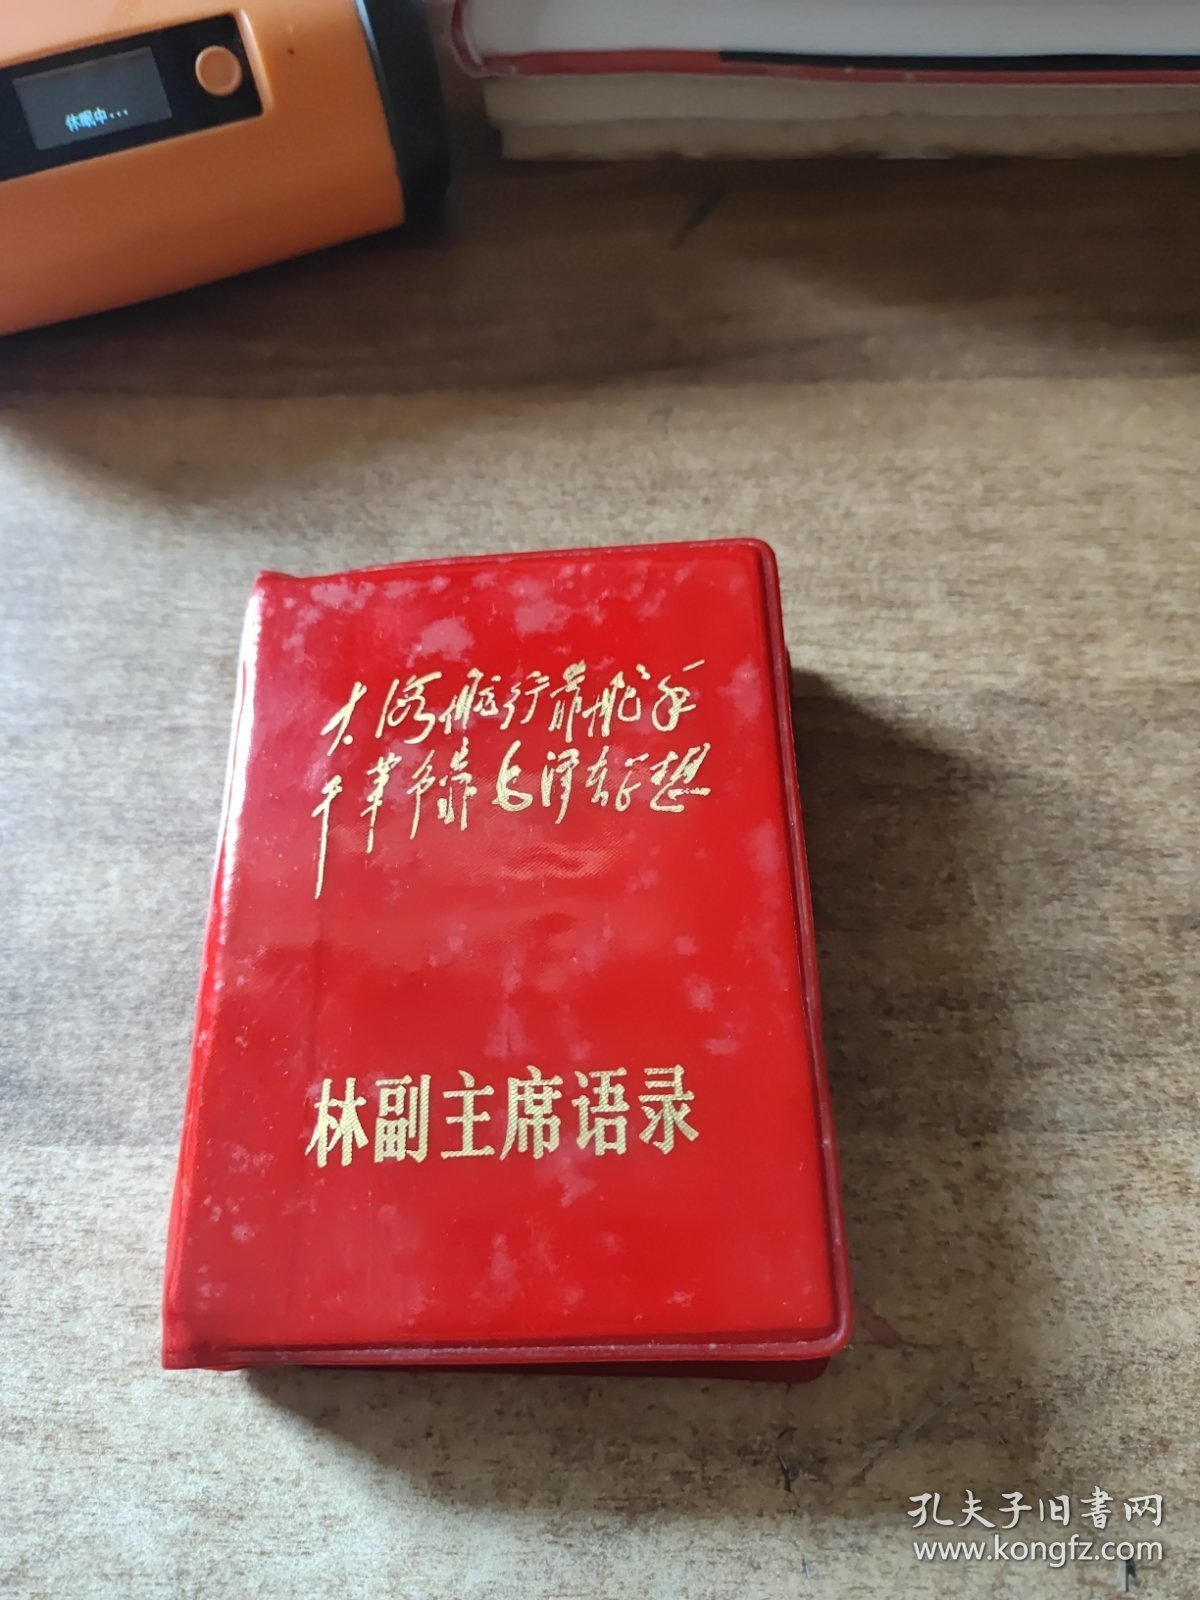 休眠中...
大海航行靠舵手
干革命靠毛泽东思想
林副主席语录
孔夫子旧书网
www.kongfz.com